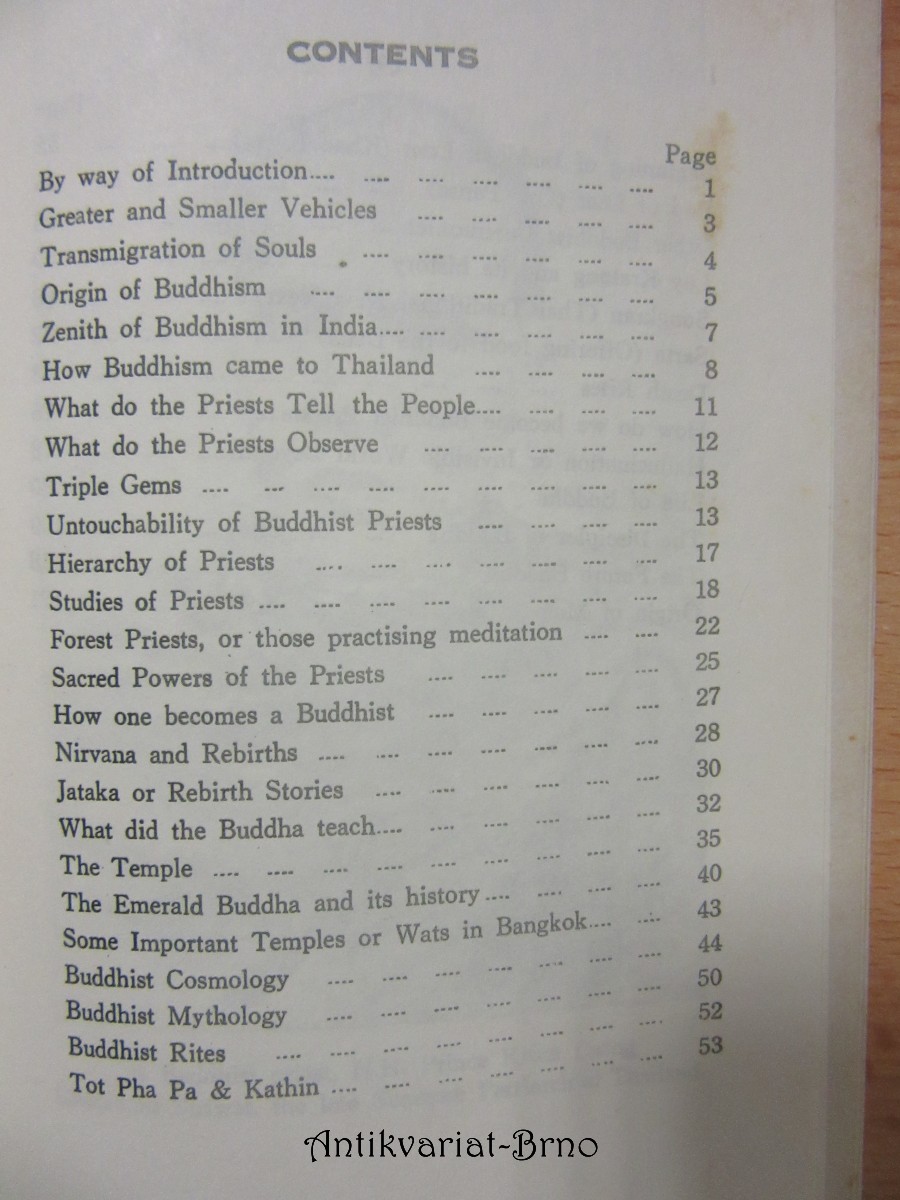 CONTENTS
Page
By way of Introduction.... .... .... .... .... .... .... 1
Greater and Smaller Vehicles .... .... .... .... .... 3
Transmigration of Souls .... .... .... .... .... .... 4
Origin of Buddhism .... .... .... .... .... .... .... 5
Zenith of Buddhism in India.... .... .... .... .... .... 7
How Buddhism came to Thailand .... .... .... .... 8
What do the Priests Tell the People.... .... .... .... 11
What do the Priests Observe .... .... .... .... .... 12
Triple Gems .... .... .... .... .... .... .... .... .... 13
Untouchability of Buddhist Priests .... .... .... .... 13
Hierarchy of Priests .... .... .... .... .... .... .... 17
Studies of Priests .... .... .... .... .... .... .... .... 18
Forest Priests, or those practising meditation .... .... 22
Sacred Powers of the Priests .... .... .... .... .... 25
How one becomes a Buddhist .... .... .... .... .... 27
Nirvana and Rebirths .... .... .... .... .... .... .... 28
Jataka or Rebirth Stories .... .... .... .... .... .... 30
What did the Buddha teach.... .... .... .... .... .... 32
The Temple .... .... .... .... .... .... .... .... .... 35
The Emerald Buddha and its history.... .... .... .... 40
Some Important Temples or Wats in Bangkok.... .... 43
Buddhist Cosmology .... .... .... .... .... .... .... 44
Buddhist Mythology .... .... .... .... .... .... .... 50
Buddhist Rites .... .... .... .... .... .... .... .... 52
Tot Pha Pa & Kathin .... .... .... .... .... .... .... 53
Antikvariat-Brno